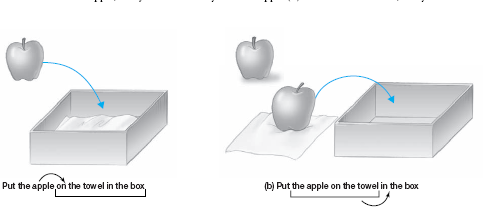 Put the apple on the towel in the box
(b) Put the apple on the towel in the box